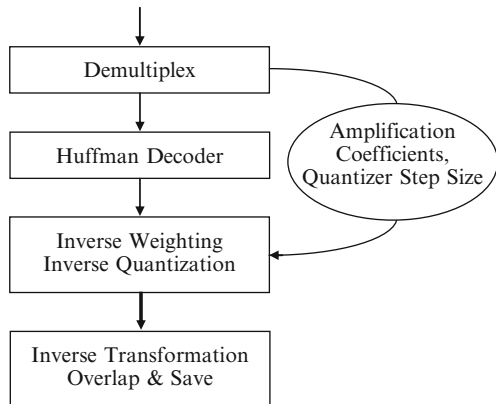 Demultiplex
Amplification
Coefficients,
Quantizer Step Size
Huffman Decoder
Inverse Weighting
Inverse Quantization
Inverse Transformation
Overlap & Save